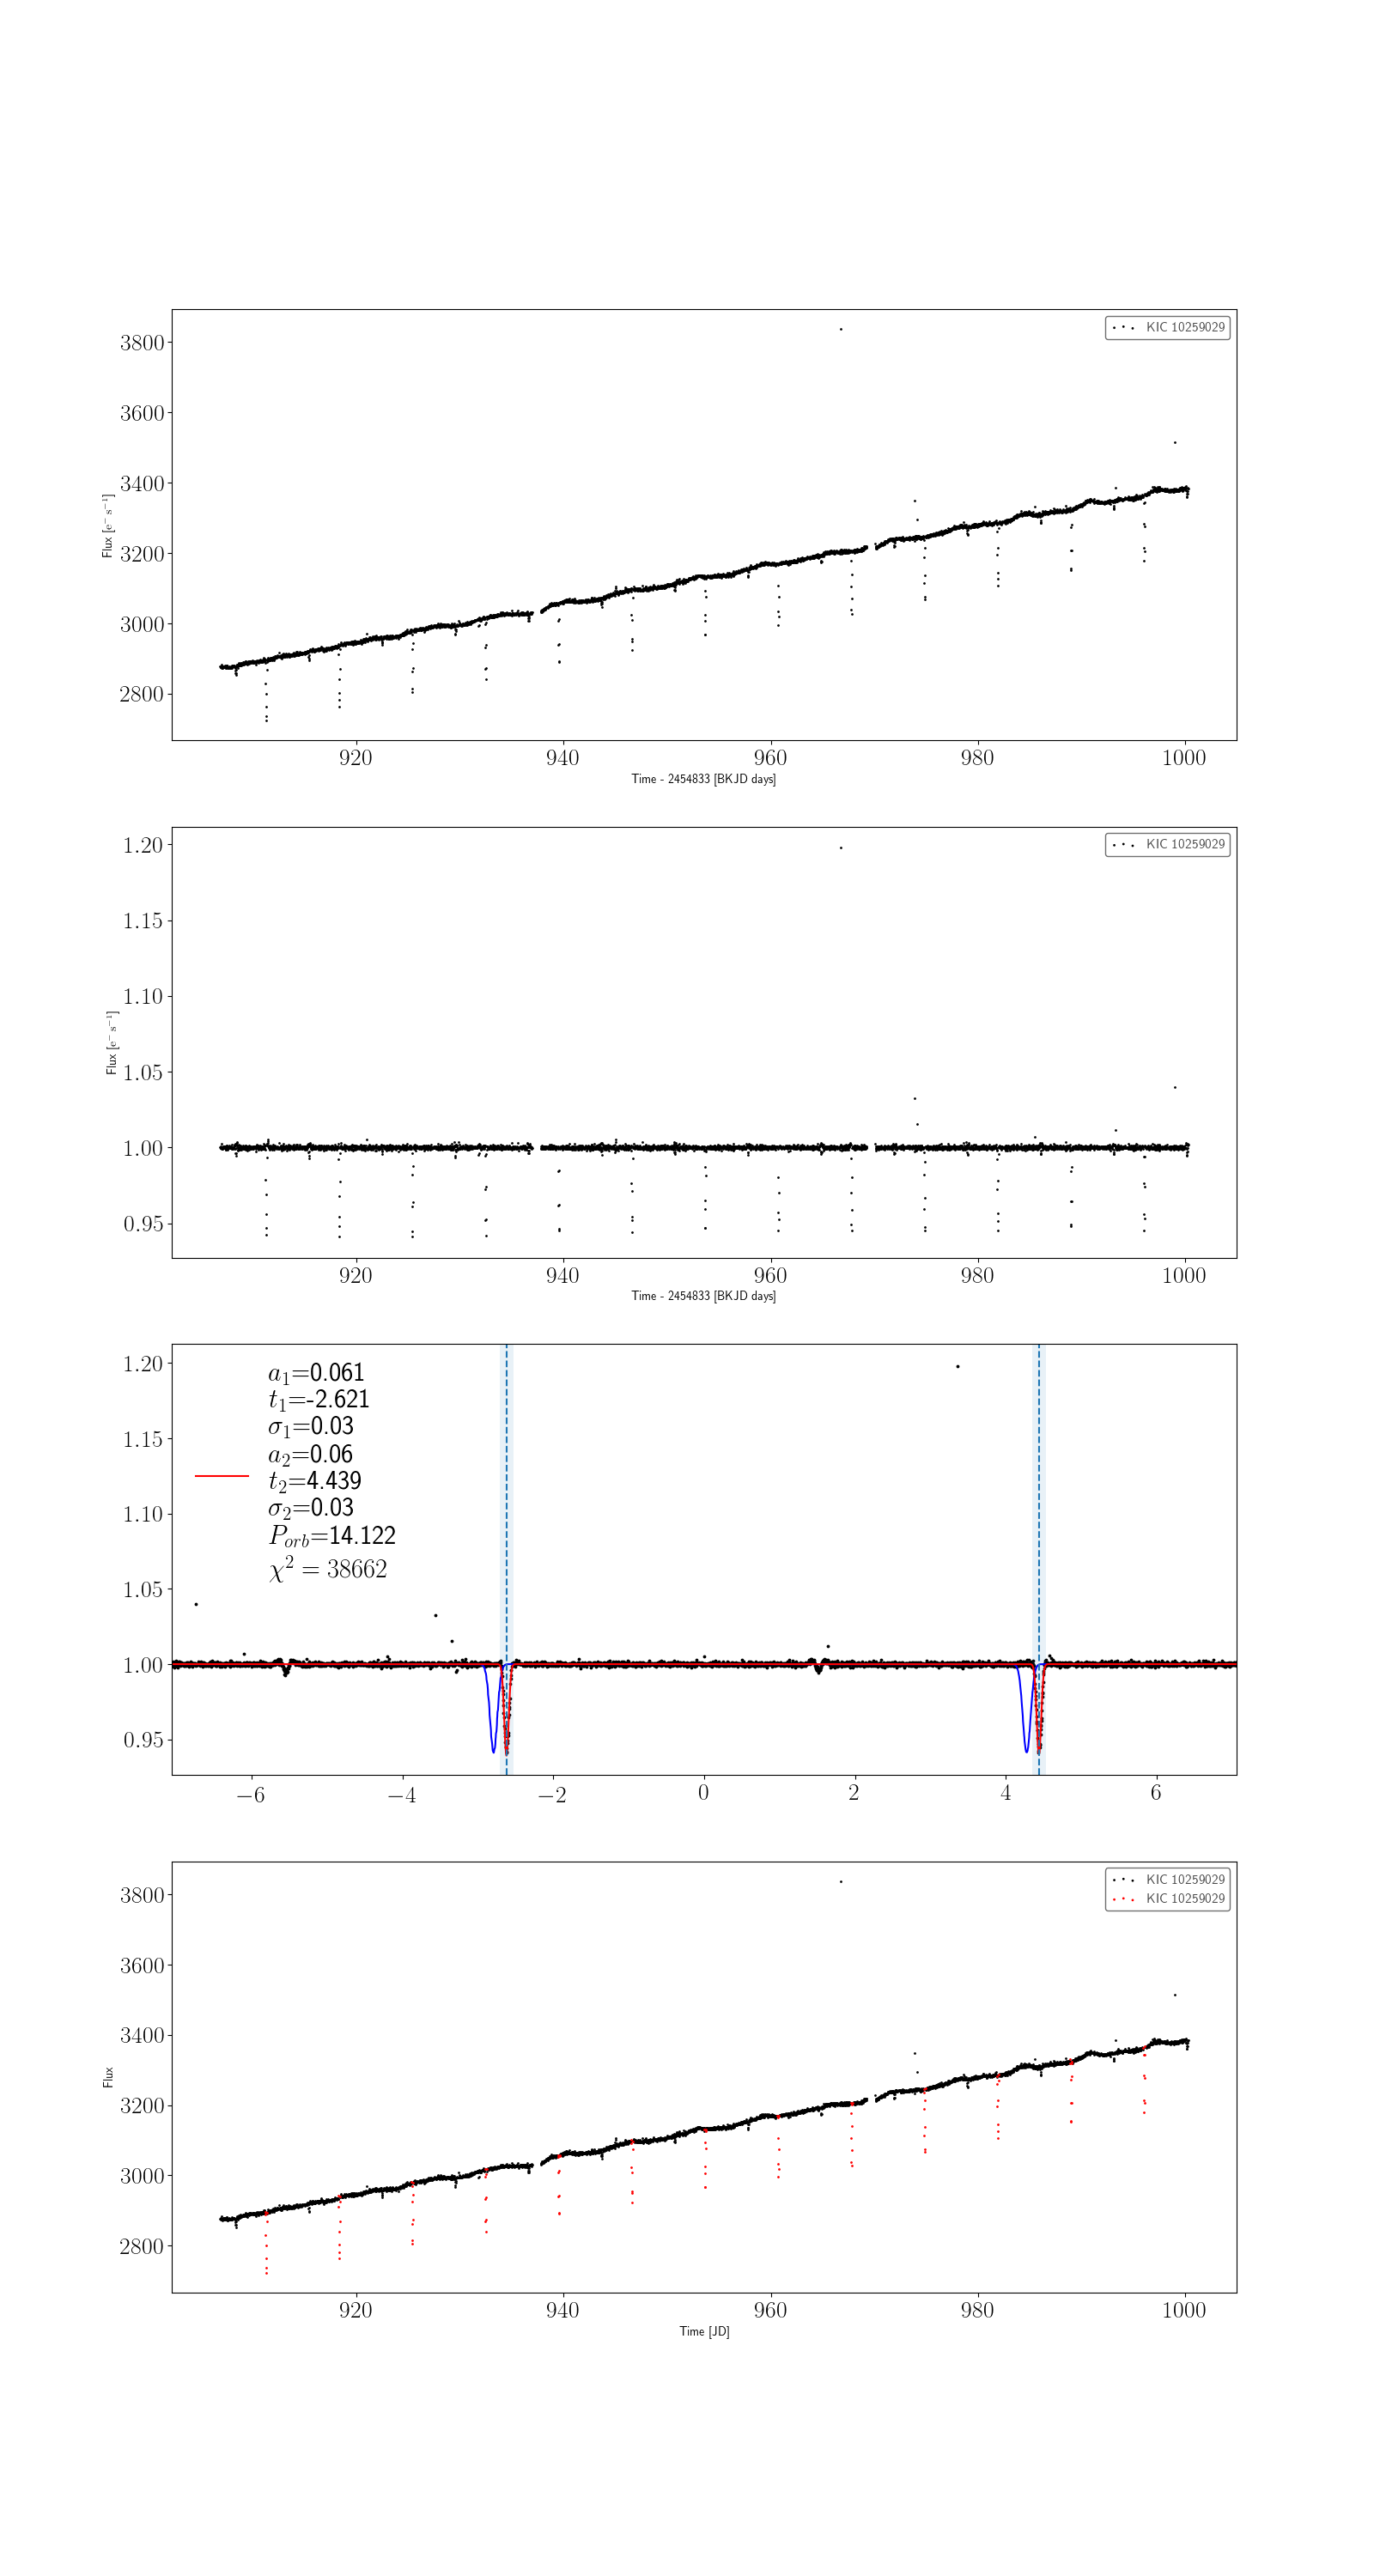 KIC 10259029
3800
3600
3400
3200
3000
2800
Flux [e⁻ s⁻¹]
920 940 960 980 1000
Time - 2454833 [BKJD days]
KIC 10259029
1.20
1.15
1.10
1.05
1.00
0.95
Flux [e⁻ s⁻¹]
920 940 960 980 1000
Time - 2454833 [BKJD days]
1.20
1.15
1.10
1.05
1.00
0.95
a₁=0.061
t₁=-2.621
σ₁=0.03
a₂=0.06
t₂=4.439
σ₂=0.03
P_orb=14.122
χ² = 38662
−6 −4 −2 0 2 4 6
KIC 10259029
KIC 10259029
3800
3600
3400
3200
3000
2800
Flux
920 940 960 980 1000
Time [JD]